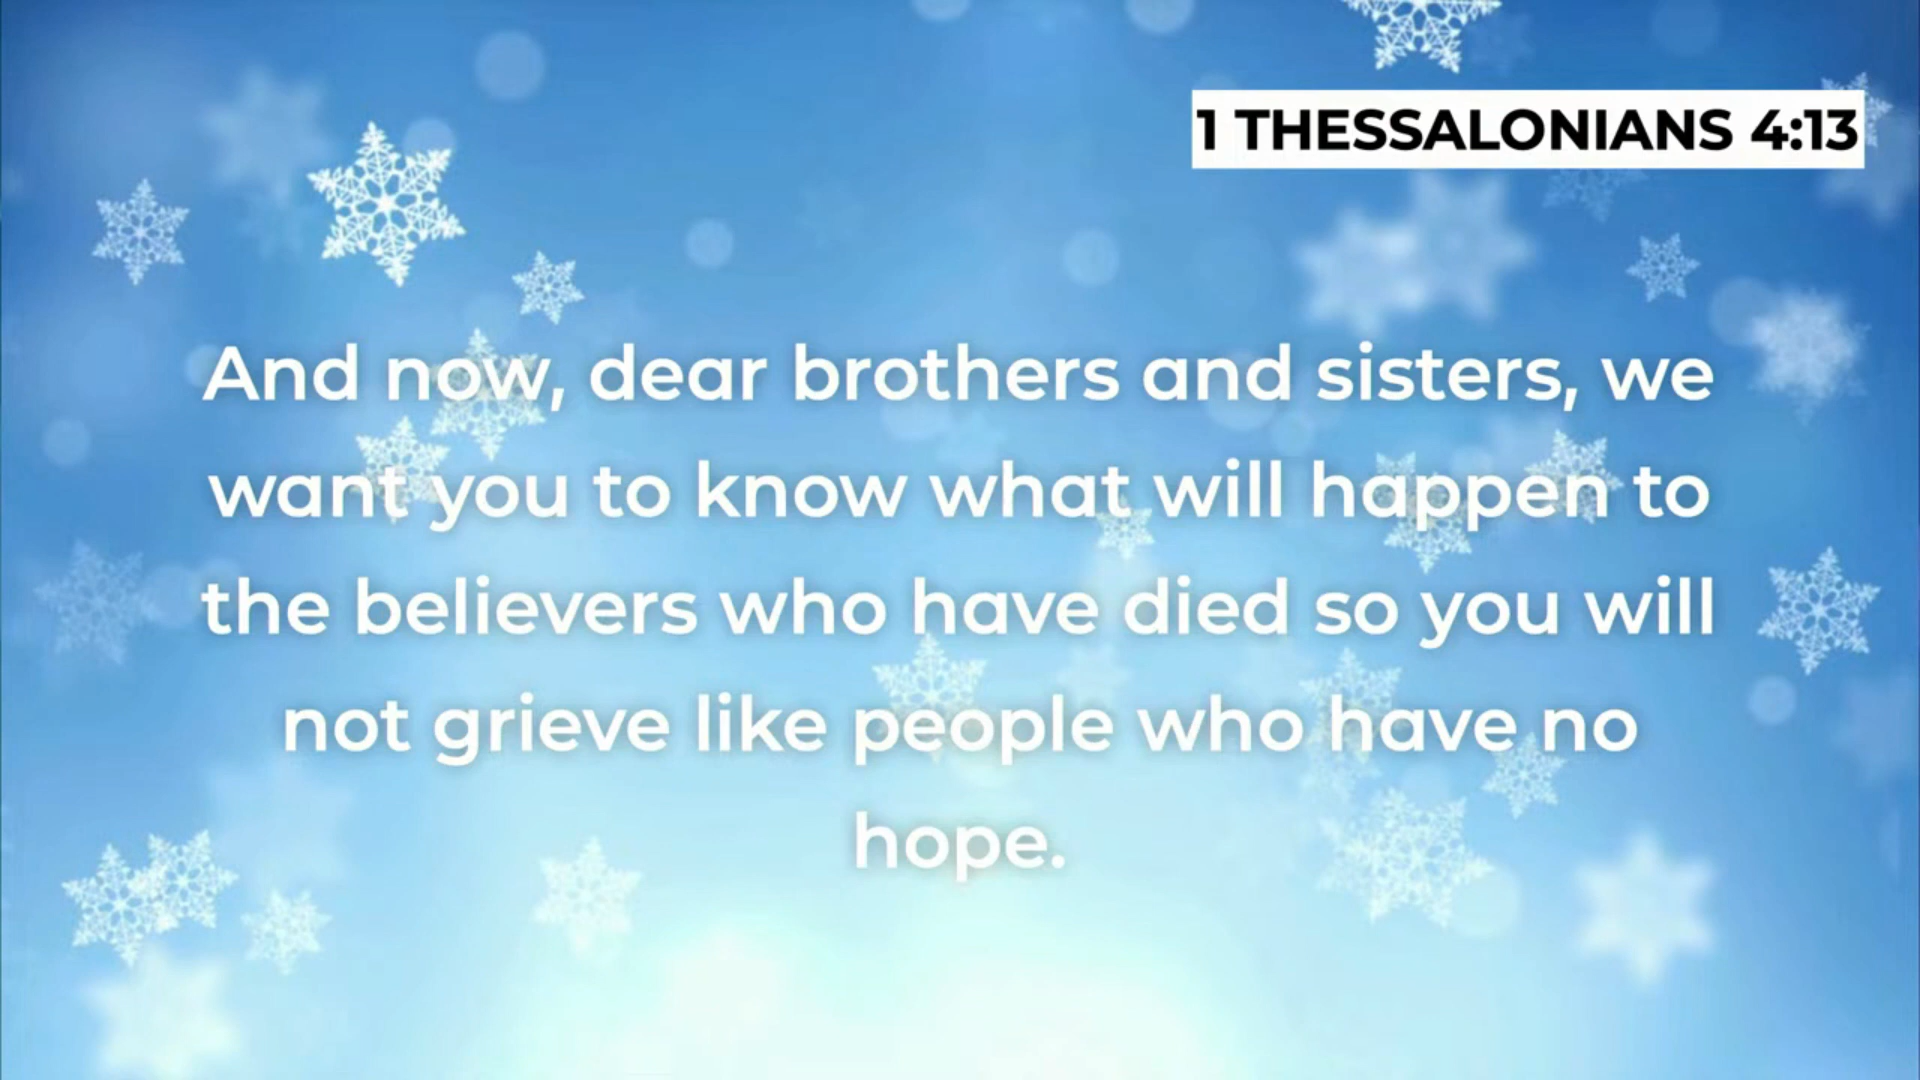 1 THESSALONIANS 4:13
And now, dear brothers and sisters, we
want you to know what will happen to
the believers who have died so you will
not grieve like people who have no
hope.